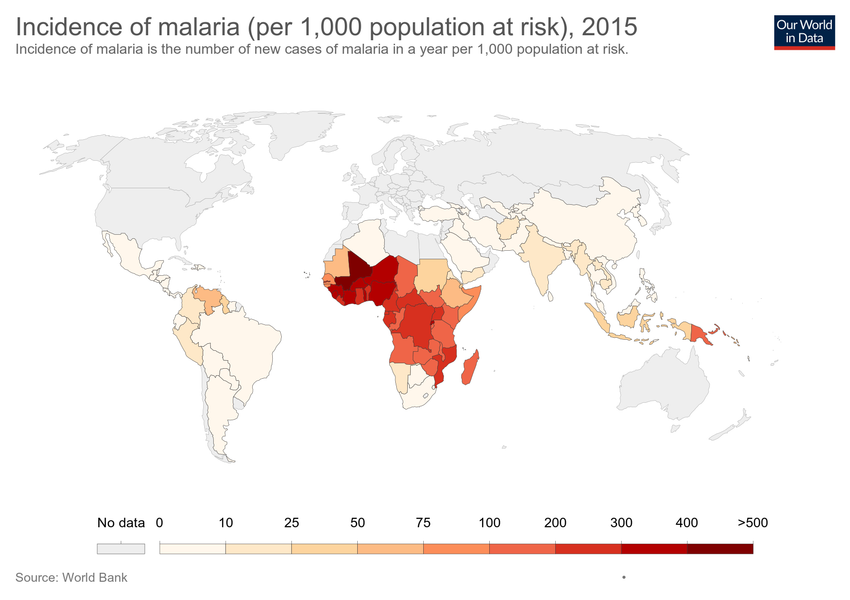 Incidence of malaria (per 1,000 population at risk), 2015
Incidence of malaria is the number of new cases of malaria in a year per 1,000 population at risk.
Our World
in Data
No data 0 10 25 50 75 100 200 300 400 >500
Source: World Bank